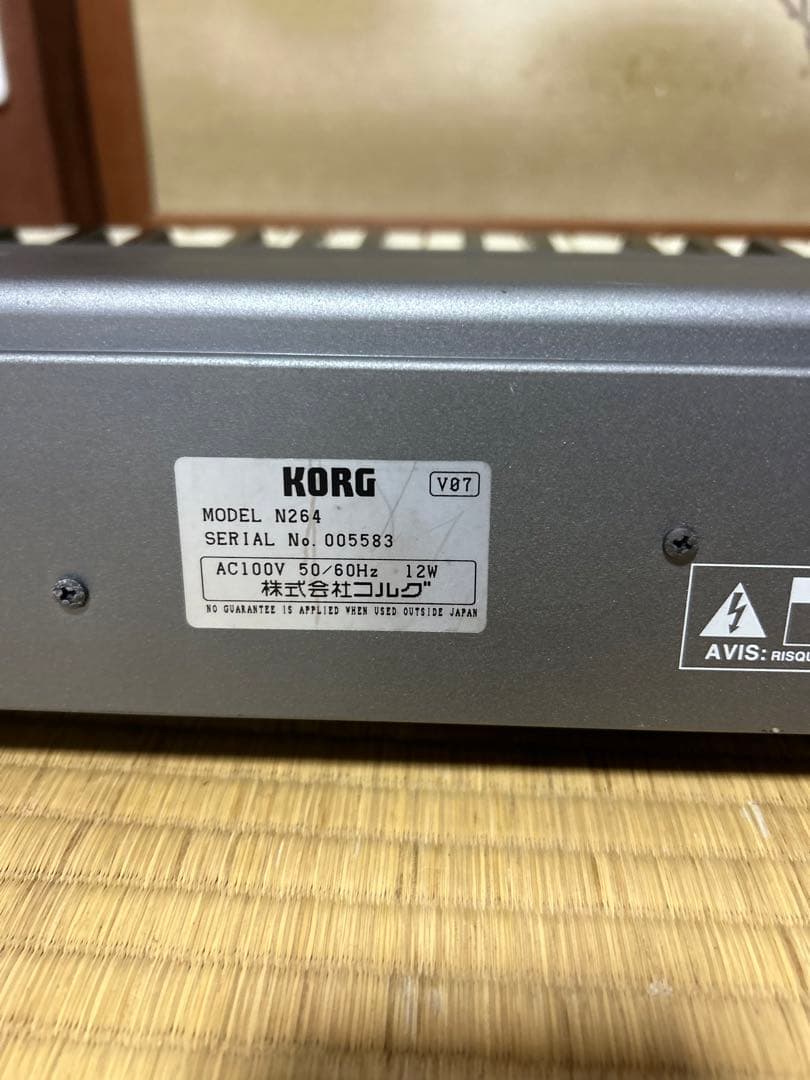 KORG
V07
MODEL N264
SERIAL No. 005583
AC100V 50/60Hz 12W
株式会社コルグ
NO GUARANTEE IS APPLIED WHEN USED OUTSIDE JAPAN
AVIS: RISQU